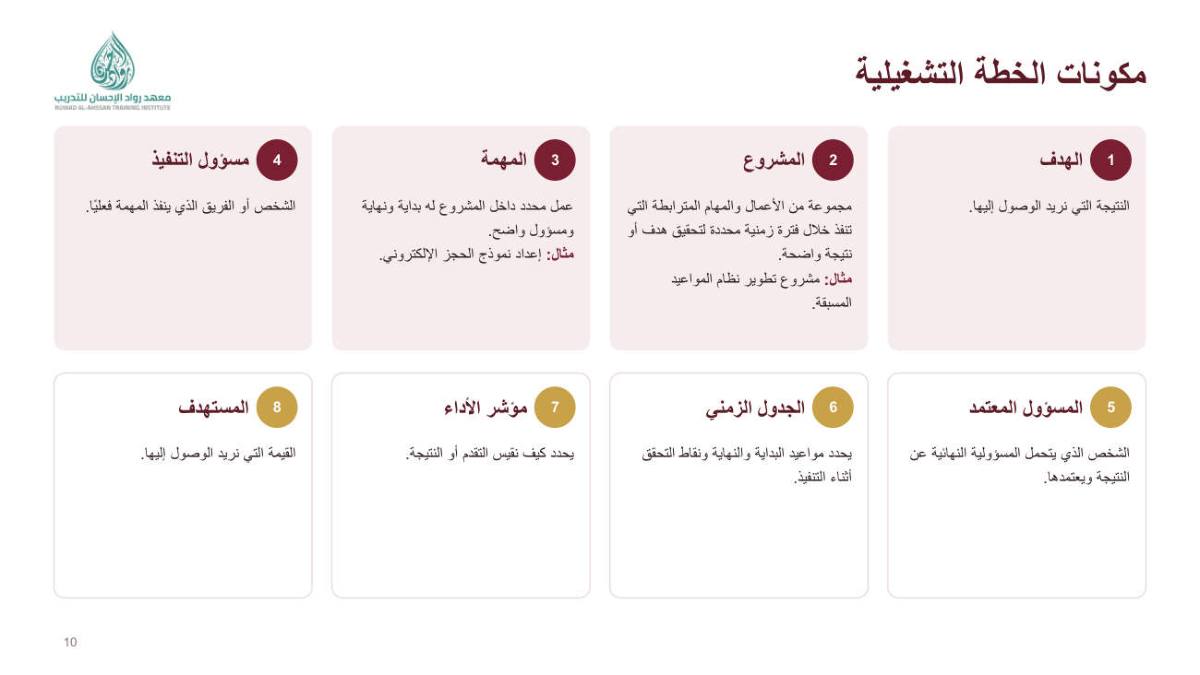 معهد رواد الإحسان للتدريب
RUWAD AL-AHSSAN TRAINING INSTITUTE
مكونات الخطة التشغيلية
1 الهدف
النتيجة التي نريد الوصول إليها.
2 المشروع
مجموعة من الأعمال والمهام المترابطة التي
تنفذ خلال فترة زمنية محددة لتحقيق هدف أو
نتيجة واضحة.
مثال: مشروع تطوير نظام المواعيد
المسبقة.
3 المهمة
عمل محدد داخل المشروع له بداية ونهاية
ومسؤول واضح.
مثال: إعداد نموذج الحجز الإلكتروني.
4 مسؤول التنفيذ
الشخص أو الفريق الذي ينفذ المهمة فعليًا.
5 المسؤول المعتمد
الشخص الذي يتحمل المسؤولية النهائية عن
النتيجة ويعتمدها.
6 الجدول الزمني
يحدد مواعيد البداية والنهاية ونقاط التحقق
أثناء التنفيذ.
7 مؤشر الأداء
يحدد كيف نقيس التقدم أو النتيجة.
8 المستهدف
القيمة التي نريد الوصول إليها.
10